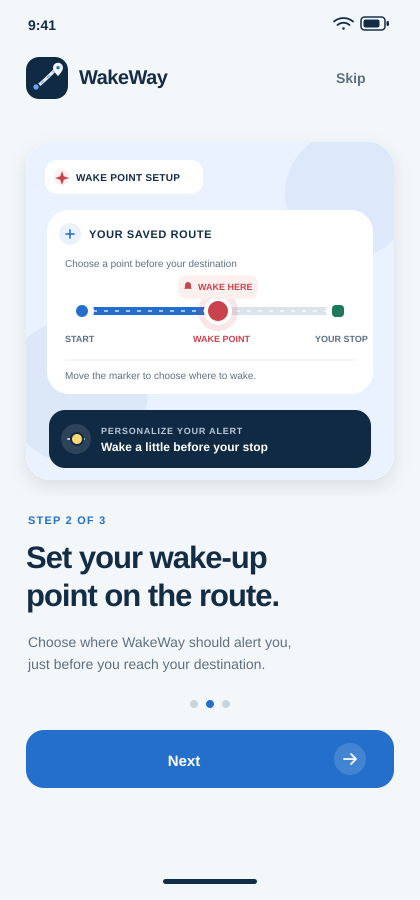 9:41
WakeWay
Skip
WAKE POINT SETUP
YOUR SAVED ROUTE
Choose a point before your destination
WAKE HERE
START
WAKE POINT
YOUR STOP
Move the marker to choose where to wake.
PERSONALIZE YOUR ALERT
Wake a little before your stop
STEP 2 OF 3
Set your wake-up
point on the route.
Choose where WakeWay should alert you,
just before you reach your destination.
Next